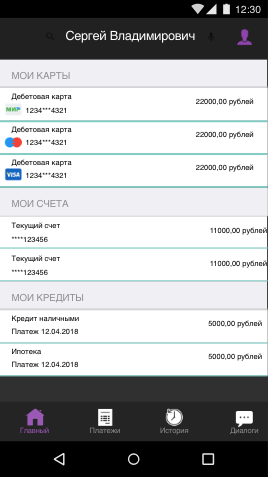 12:30
Сергей Владимирович
МОИ КАРТЫ
Дебетовая карта
22000,00 рублей
МИР 1234***4321
Дебетовая карта
22000,00 рублей
1234***4321
Дебетовая карта
22000,00 рублей
VISA 1234***4321
МОИ СЧЕТА
Текущий счет
11000,00 рублей
****123456
Текущий счет
11000,00 рублей
****123456
МОИ КРЕДИТЫ
Кредит наличными
5000,00 рублей
Платеж 12.04.2018
Ипотека
5000,00 рублей
Платеж 12.04.2018
Главный Платежи История Диалоги